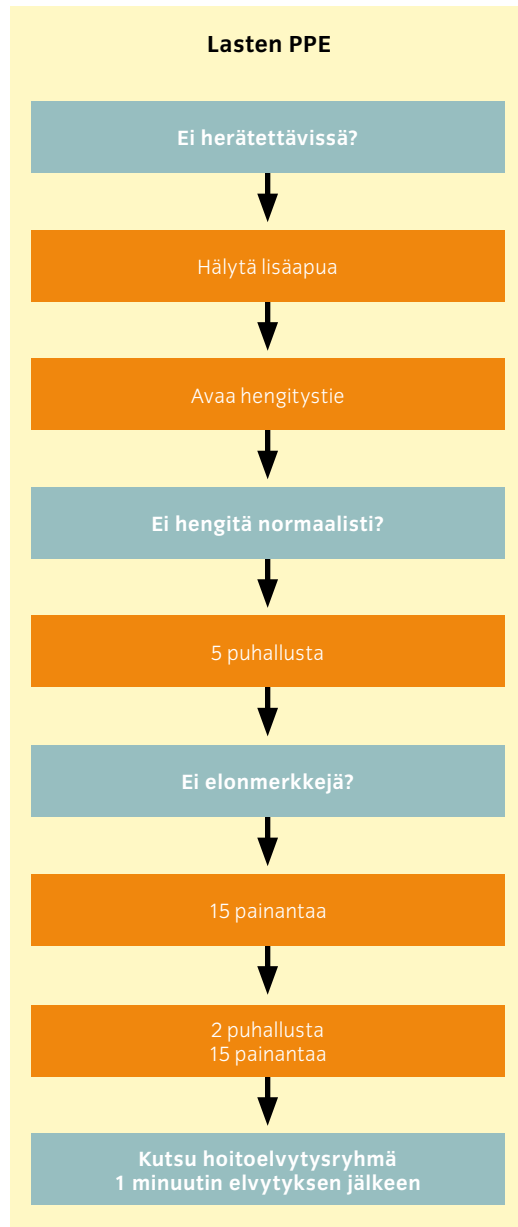 Lasten PPE
Ei herätettävissä?
Hälytä lisäapua
Avaa hengitystie
Ei hengitä normaalisti?
5 puhallusta
Ei elonmerkkejä?
15 painantaa
2 puhallusta
15 painantaa
Kutsu hoitoelvytysryhmä
1 minuutin elvytyksen jälkeen